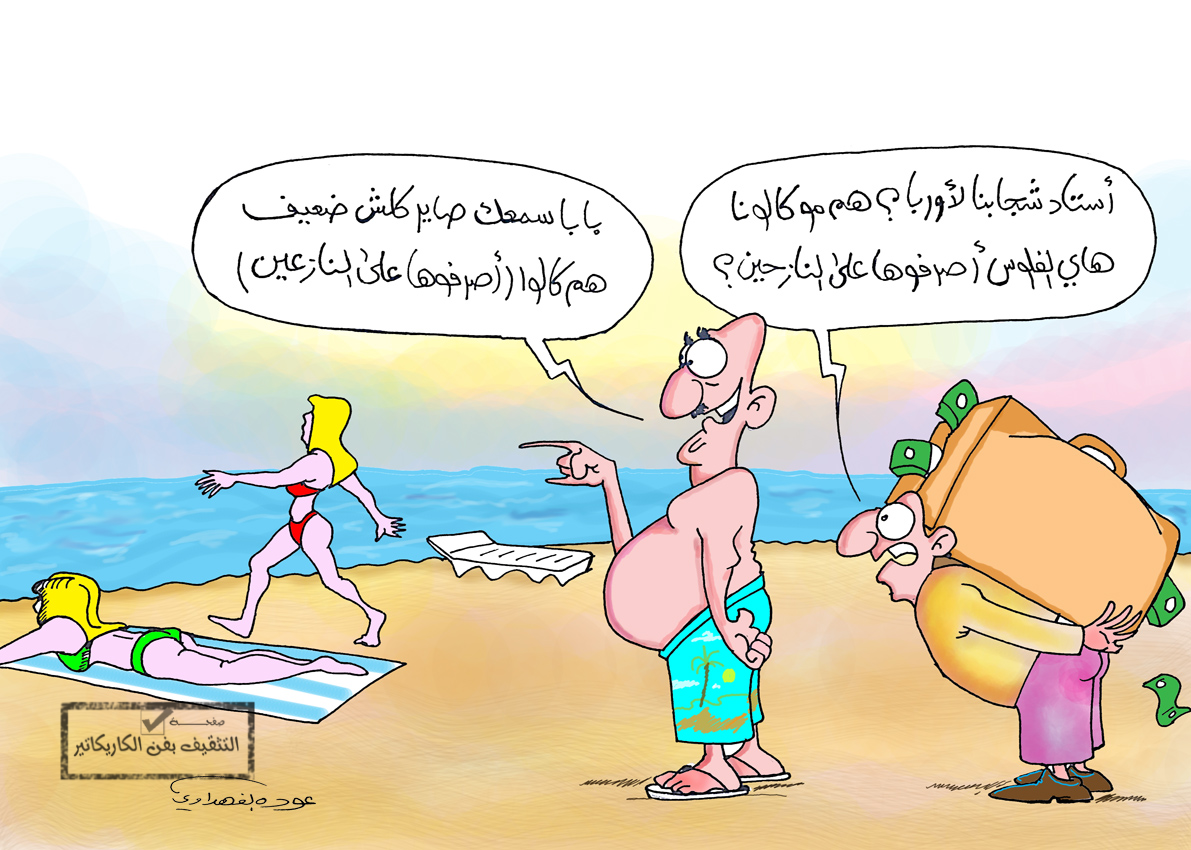 أستاد شجابنا لأوربا؟ هم مو كالونا
هاي الفلوس أصرفوها على النازحين؟
بابا سمعك صاير كلش ضعيف
هم كالوا (أصرفوها على النازعين)
صفحة
التثقيف بفن الكاريكاتير
عوده الفهداوي